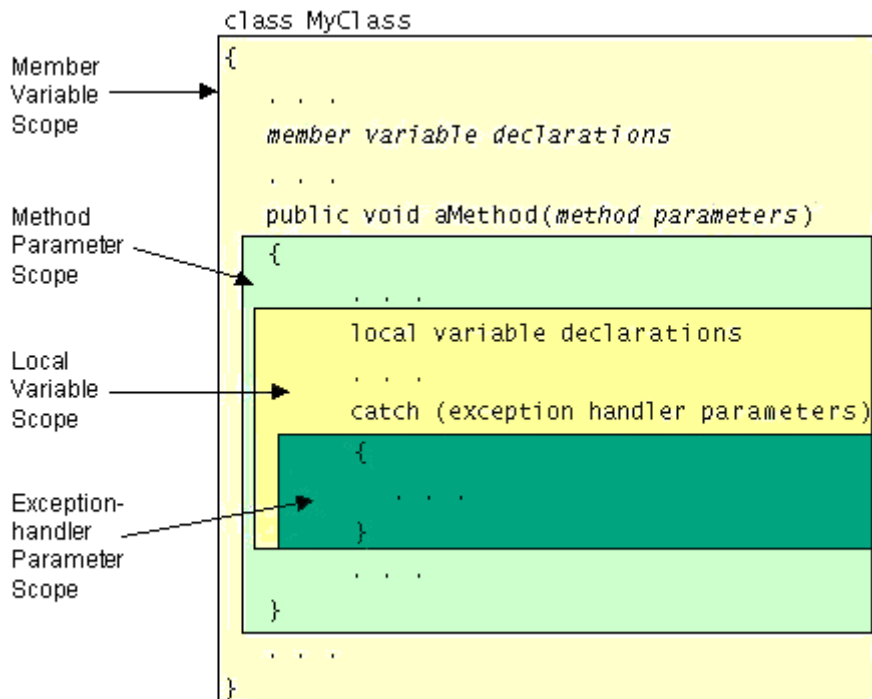 class MyClass
{
. . .
member variable declarations
. . .
public void aMethod(method parameters)
{
. . .
local variable declarations
. . .
catch (exception handler parameters)
{
. . .
}
. . .
}
. . .
}
Member
Variable
Scope
Method
Parameter
Scope
Local
Variable
Scope
Exception-
handler
Parameter
Scope